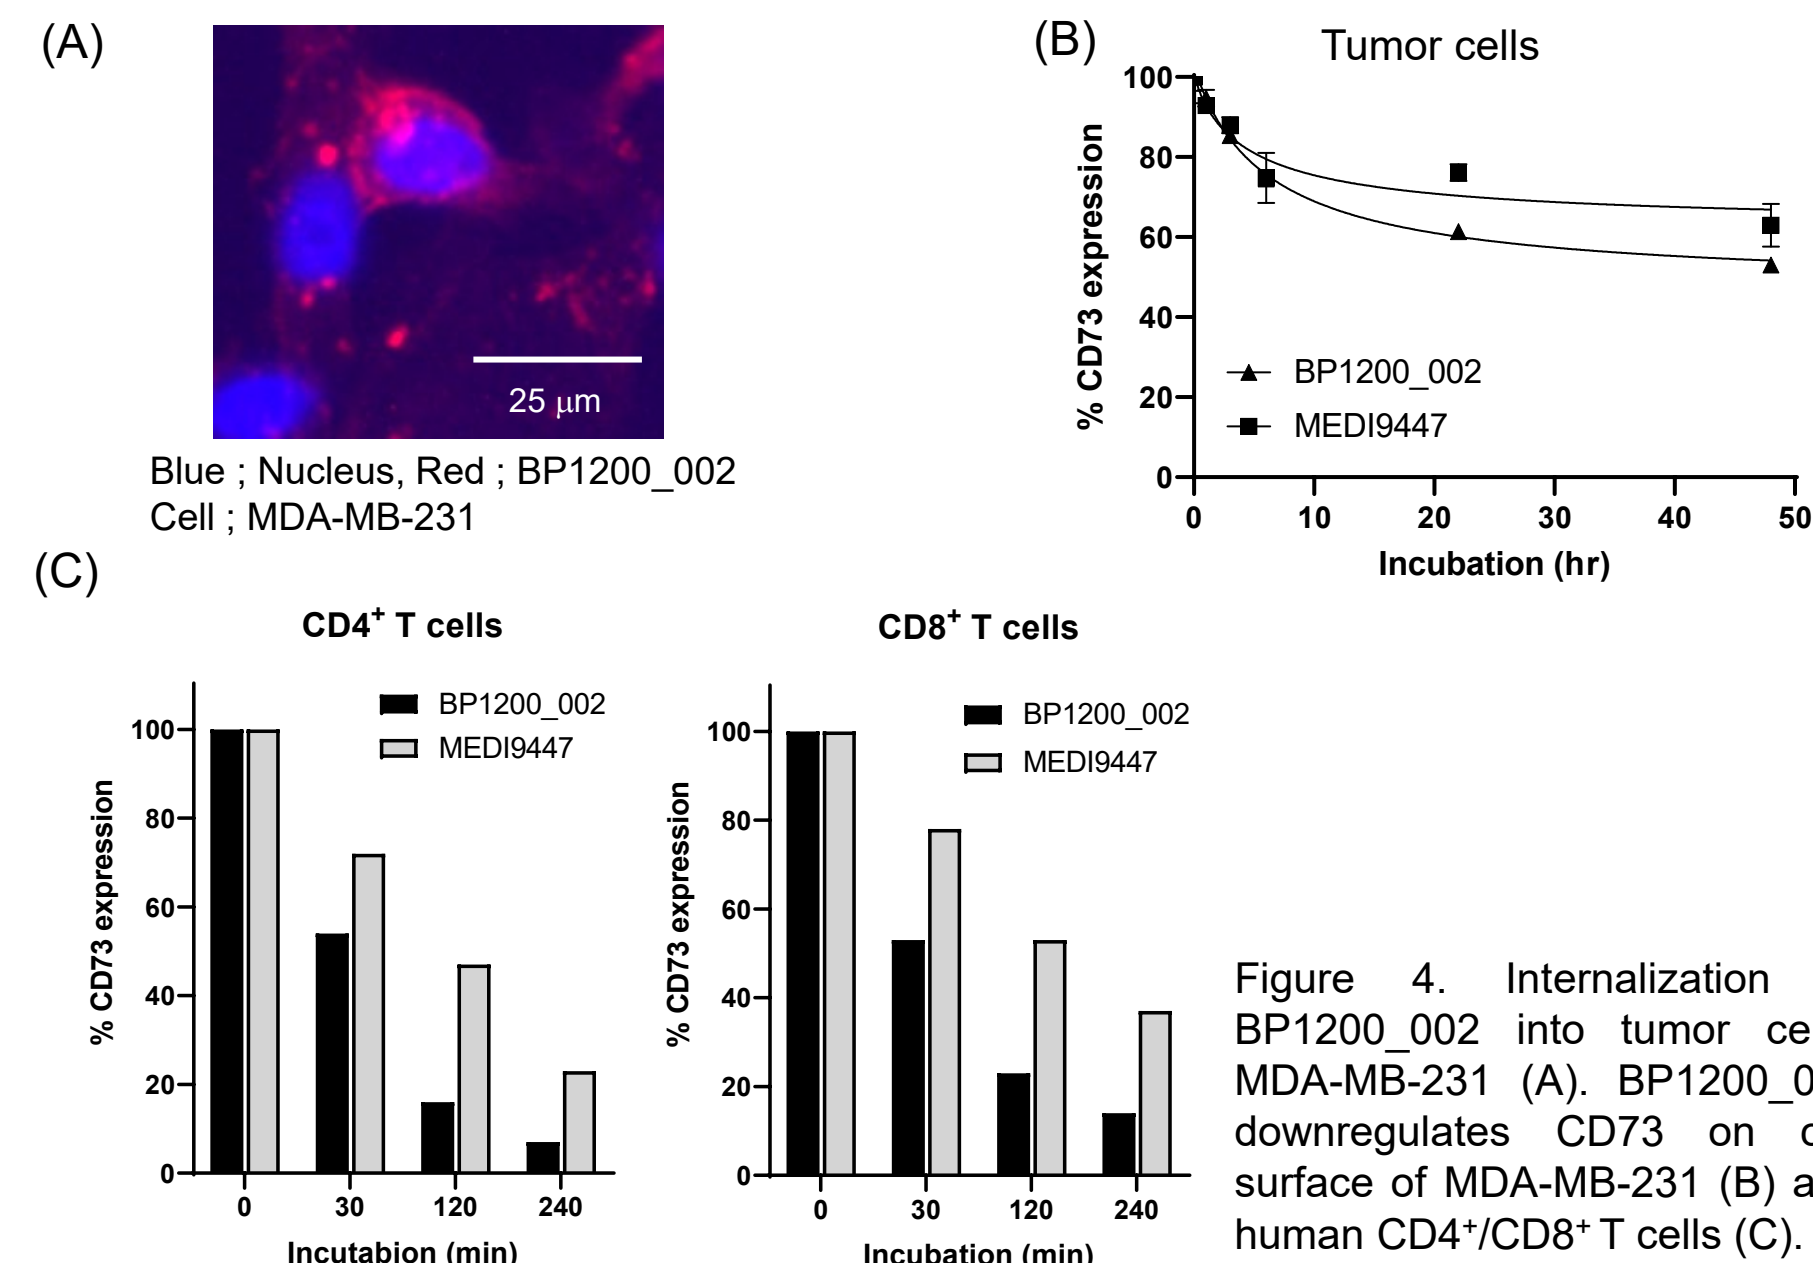 (A)
25 μm
Blue ; Nucleus, Red ; BP1200_002
Cell ; MDA-MB-231
(B)
Tumor cells
% CD73 expression
100
80
60
40
20
0
BP1200_002
MEDI9447
0 10 20 30 40 50
Incubation (hr)
(C)
CD4⁺ T cells
% CD73 expression
100
80
60
40
20
0
BP1200_002
MEDI9447
0 30 120 240
Incutabion (min)
CD8⁺ T cells
% CD73 expression
100
80
60
40
20
0
BP1200_002
MEDI9447
0 30 120 240
Incubation (min)
Figure 4. Internalization
BP1200_002 into tumor
MDA-MB-231 (A).
downregulates CD73 on
surface of MDA-MB-231 (B)
human CD4⁺/CD8⁺ T cells (C).